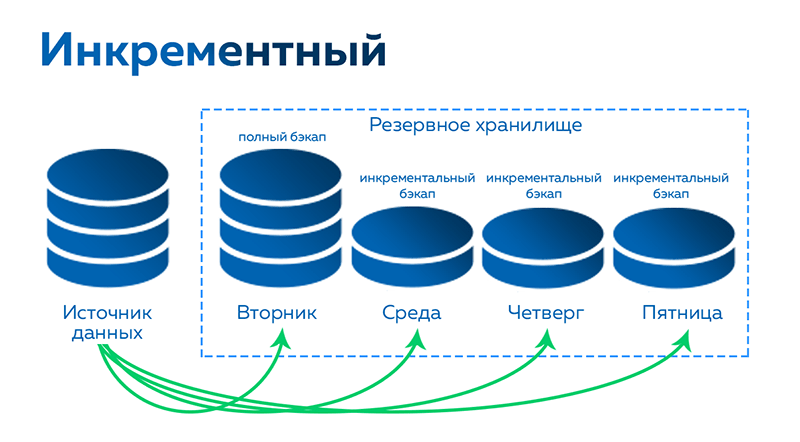 Инкрементный
Резервное хранилище
полный бэкап
инкрементальный
бэкап
инкрементальный
бэкап
инкрементальный
бэкап
Источник
данных
Вторник
Среда
Четверг
Пятница